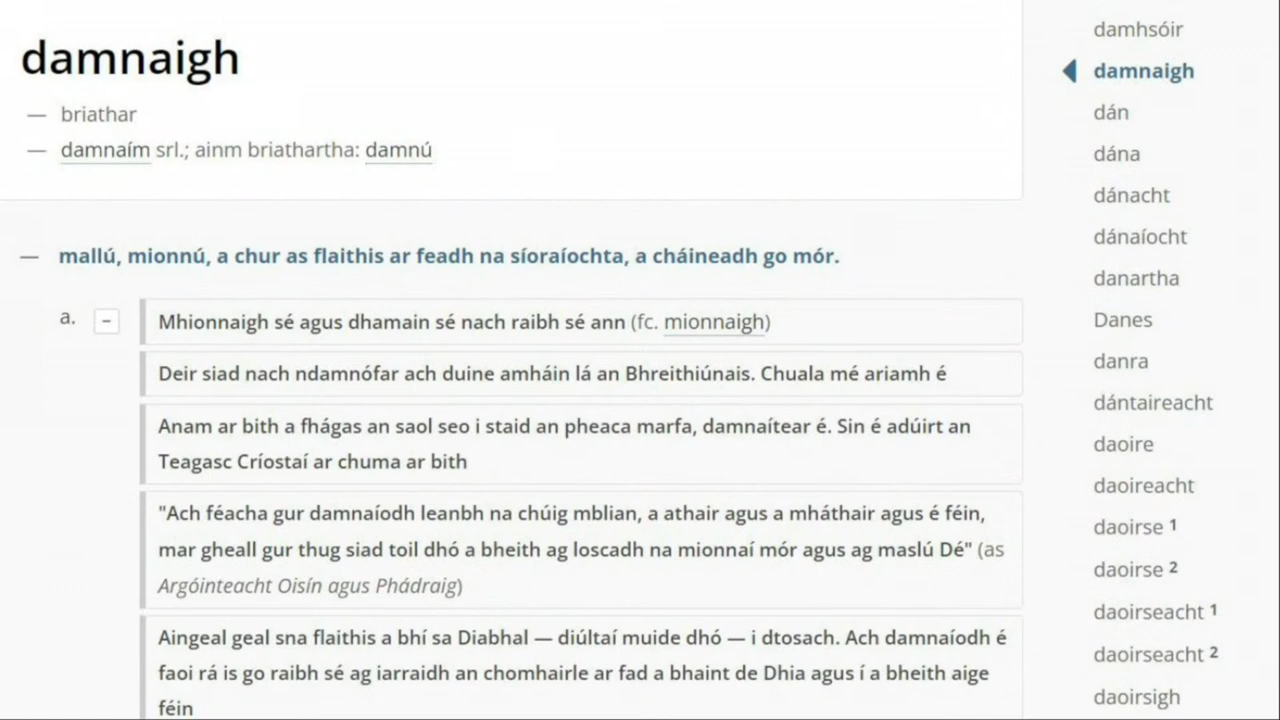 damnaigh
— briathar
— damnaím srl.; ainm briathartha: damnú
— mallú, mionnú, a chur as flaithis ar feadh na síoraíochta, a cháineadh go mór.
a. – Mhionnaigh sé agus dhamain sé nach raibh sé ann (fc. mionnaigh)
Deir siad nach ndamnófar ach duine amháin lá an Bhreithiúnais. Chuala mé ariamh é
Anam ar bith a fhágas an saol seo i staid an pheaca marfa, damnaítear é. Sin é adúirt an
Teagasc Críostaí ar chuma ar bith
"Ach féacha gur damnaíodh leanbh na chúig mblian, a athair agus a mháthair agus é féin,
mar gheall gur thug siad toil dhó a bheith ag loscadh na mionnaí mór agus ag maslú Dé" (as
Argóinteacht Oisín agus Phádraig)
Aingeal geal sna flaithis a bhí sa Diabhal — diúltaí muide dhó — i dtosach. Ach damnaíodh é
faoi rá is go raibh sé ag iarraidh an chomhairle ar fad a bhaint de Dhia agus í a bheith aige
féin
damhsóir
damnaigh
dán
dána
dánacht
dánaíocht
danartha
Danes
danra
dántaireacht
daoire
daoireacht
daoirse 1
daoirse 2
daoirseacht 1
daoirseacht 2
daoirsigh